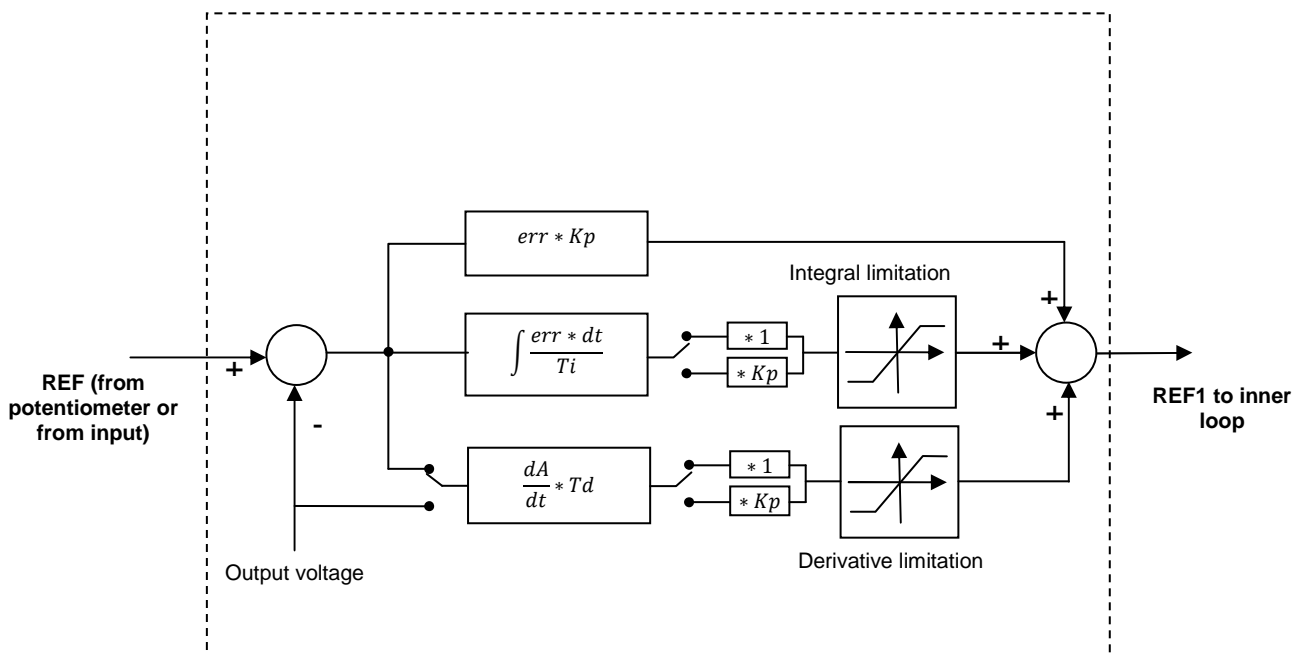 err ∗ Kp
Integral limitation
+
∫ err ∗ dt / Ti
∗ 1
∗ Kp
+
+
REF (from
potentiometer or
from input)
-
REF1 to inner
loop
+
dA / dt ∗ Td
∗ 1
∗ Kp
Output voltage
Derivative limitation